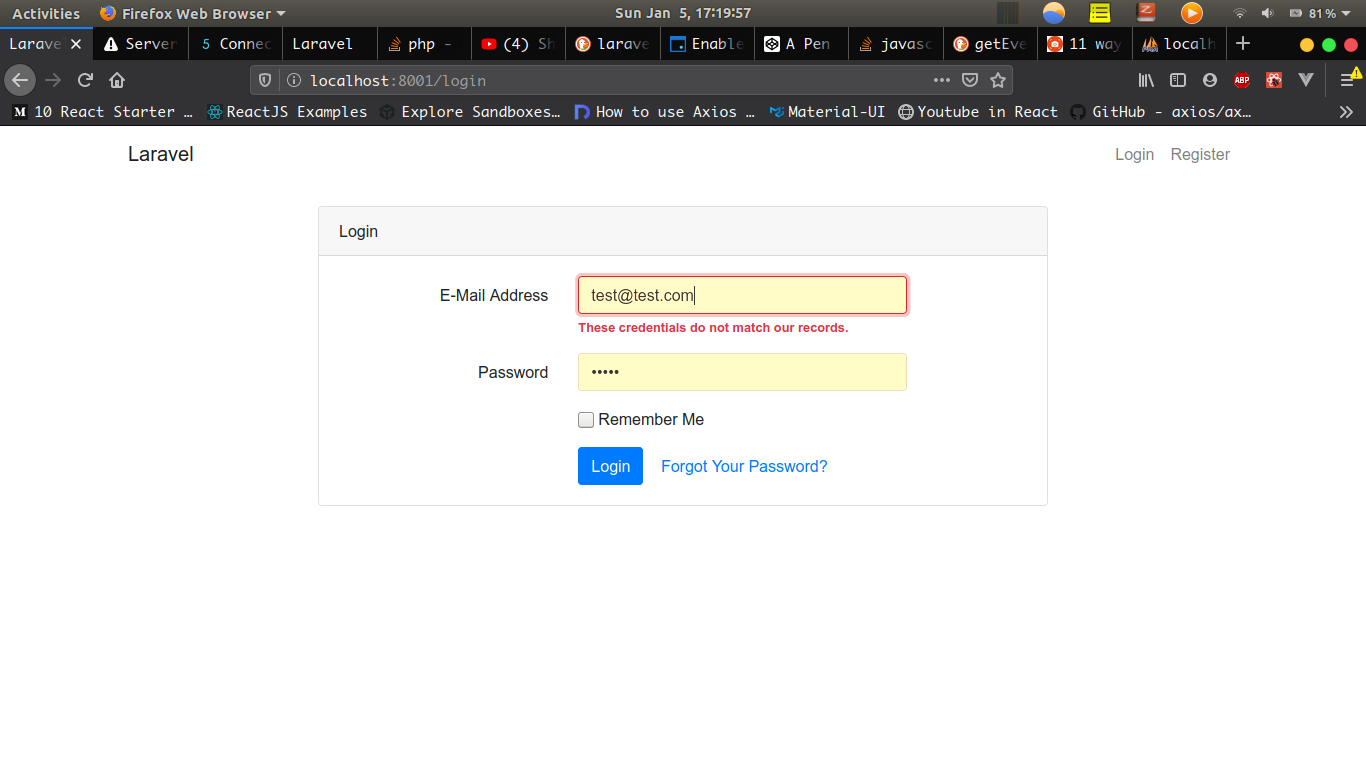 Activities Firefox Web Browser Sun Jan 5, 17:19:57 81%
Larave Server 5 Connec Laravel php - (4) Sh larave Enable A Pen javasc getEve 11 way localh
localhost:8001/login ABP
M 10 React Starter … ReactJS Examples Explore Sandboxes… How to use Axios … Material-UI Youtube in React GitHub - axios/ax…
Laravel Login Register
Login
E-Mail Address test@test.com
These credentials do not match our records.
Password •••••
Remember Me
Login Forgot Your Password?